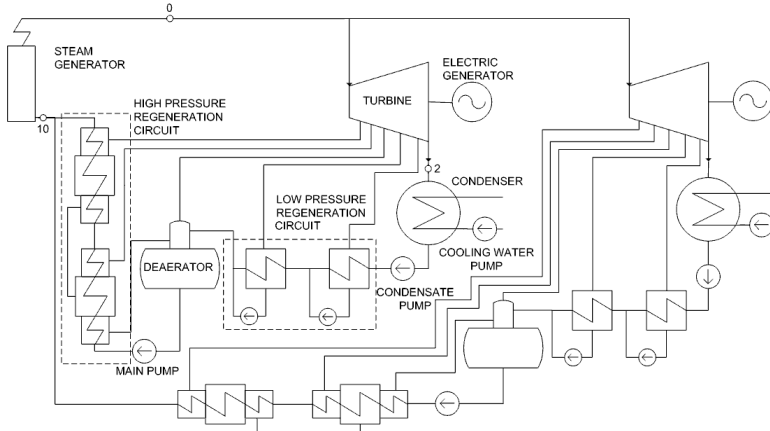 0
STEAM
GENERATOR
ELECTRIC
GENERATOR
HIGH PRESSURE
REGENERATION
CIRCUIT
TURBINE
10
2
CONDENSER
LOW PRESSURE
REGENERATION
CIRCUIT
COOLING WATER
PUMP
DEAERATOR
CONDENSATE
PUMP
MAIN PUMP